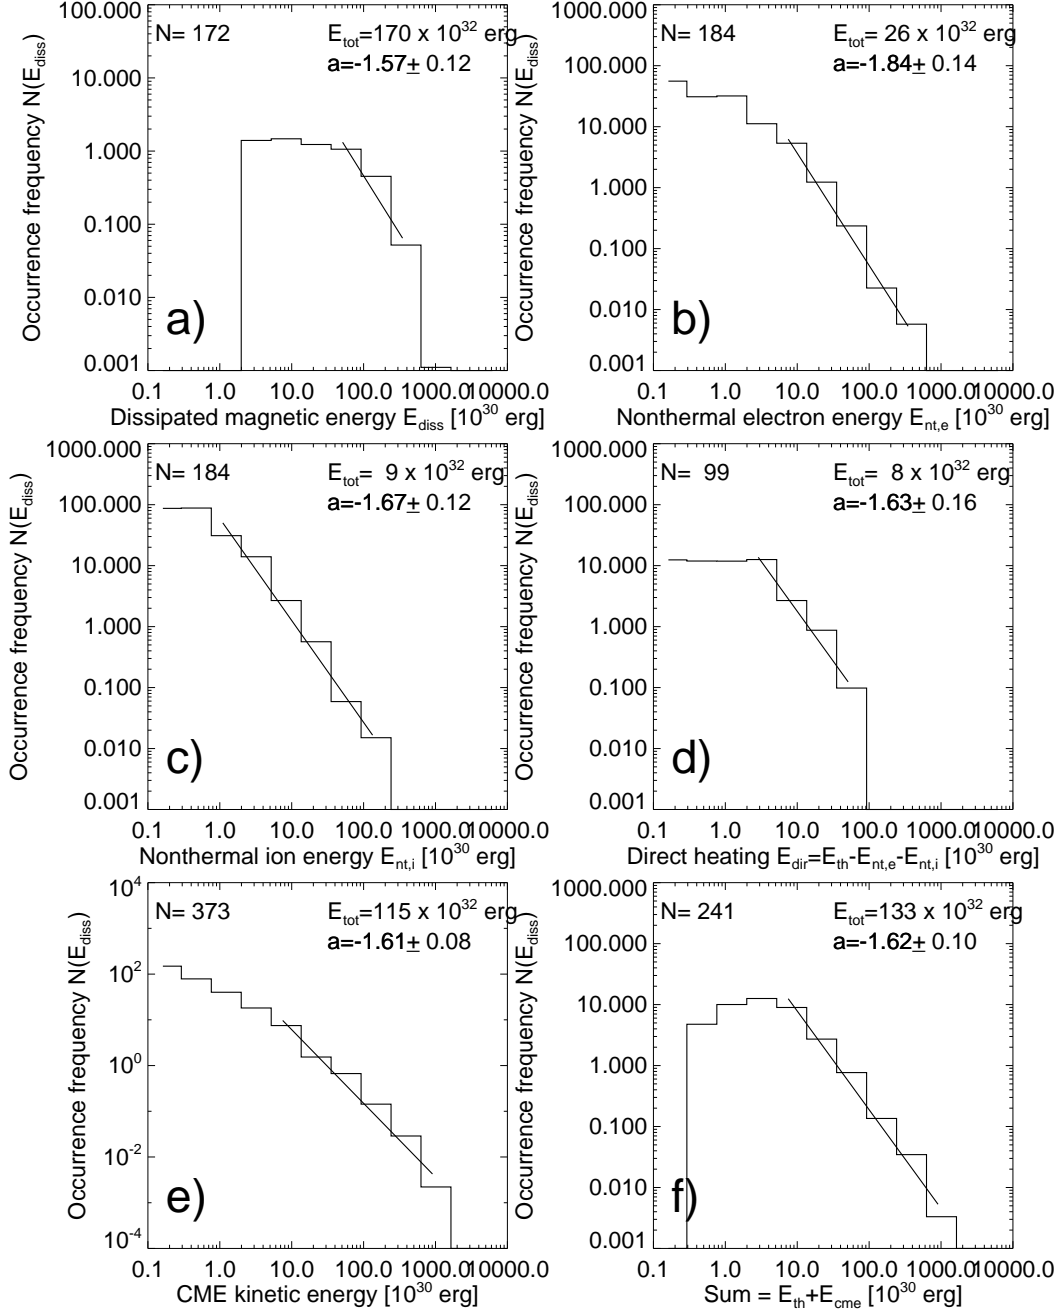 100.000
10.000
1.000
0.100
0.010
0.001
Occurrence frequency N(E_diss)
N= 172
E_tot=170 x 10^32 erg
a=-1.57± 0.12
a)
0.1 1.0 10.0 100.0 1000.0 10000.0
Dissipated magnetic energy E_diss [10^30 erg]
1000.000
100.000
10.000
1.000
0.100
0.010
0.001
Occurrence frequency N(E_diss)
N= 184
E_tot= 26 x 10^32 erg
a=-1.84± 0.14
b)
0.1 1.0 10.0 100.0 1000.0 10000.0
Nonthermal electron energy E_nt,e [10^30 erg]
1000.000
100.000
10.000
1.000
0.100
0.010
0.001
Occurrence frequency N(E_diss)
N= 184
E_tot= 9 x 10^32 erg
a=-1.67± 0.12
c)
0.1 1.0 10.0 100.0 1000.0 10000.0
Nonthermal ion energy E_nt,i [10^30 erg]
1000.000
100.000
10.000
1.000
0.100
0.010
0.001
Occurrence frequency N(E_diss)
N= 99
E_tot= 8 x 10^32 erg
a=-1.63± 0.16
d)
0.1 1.0 10.0 100.0 1000.0 10000.0
Direct heating E_dir=E_th-E_nt,e-E_nt,i [10^30 erg]
10^4
10^2
10^0
10^-2
10^-4
Occurrence frequency N(E_diss)
N= 373
E_tot=115 x 10^32 erg
a=-1.61± 0.08
e)
0.1 1.0 10.0 100.0 1000.0 10000.0
CME kinetic energy [10^30 erg]
1000.000
100.000
10.000
1.000
0.100
0.010
0.001
Occurrence frequency N(E_diss)
N= 241
E_tot=133 x 10^32 erg
a=-1.62± 0.10
f)
0.1 1.0 10.0 100.0 1000.0 10000.0
Sum = E_th+E_cme [10^30 erg]